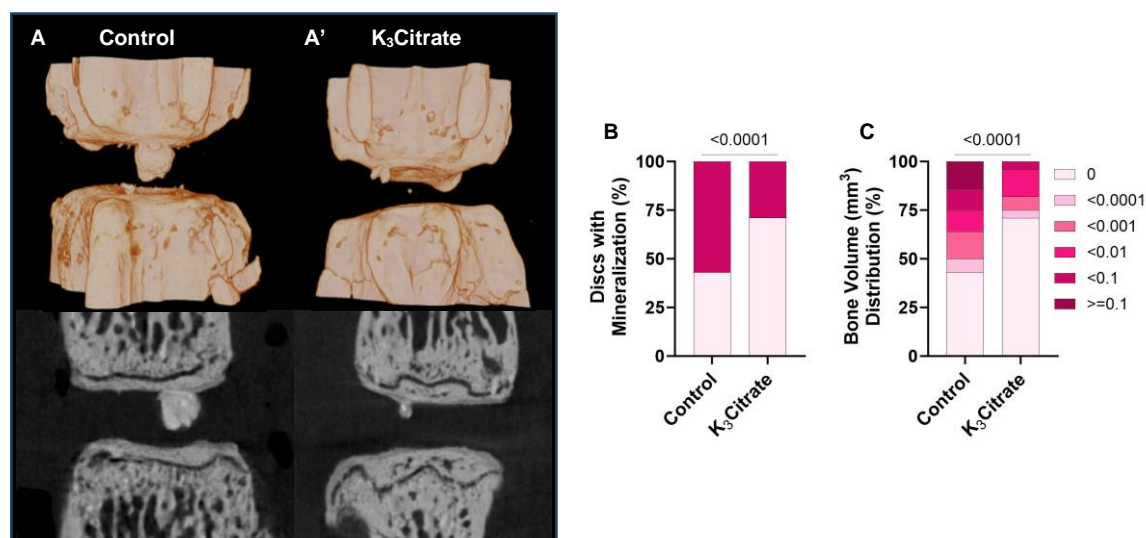 A Control
A' K₃Citrate
B
<0.0001
Discs with
Mineralization (%)
100
75
50
25
0
Control
K₃Citrate
C
<0.0001
Bone Volume (mm³)
Distribution (%)
100
75
50
25
0
Control
K₃Citrate
0
<0.0001
<0.001
<0.01
<0.1
>=0.1